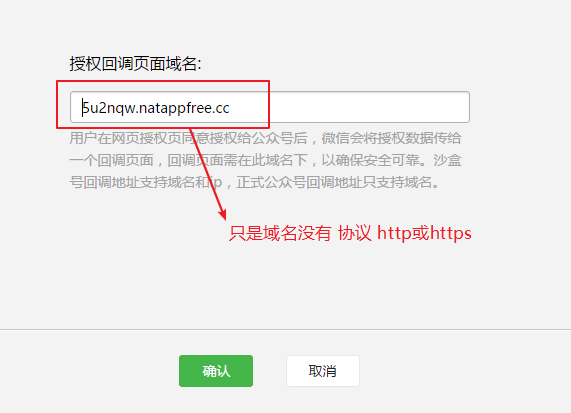 授权回调页面域名:
5u2nqw.natappfree.cc
用户在网页授权页同意授权给公众号后，微信会将授权数据传给
一个回调页面，回调页面需在此域名下，以确保安全可靠。沙盒
号回调地址支持域名和ip，正式公众号回调地址只支持域名。
只是域名没有 协议 http或https
确认
取消